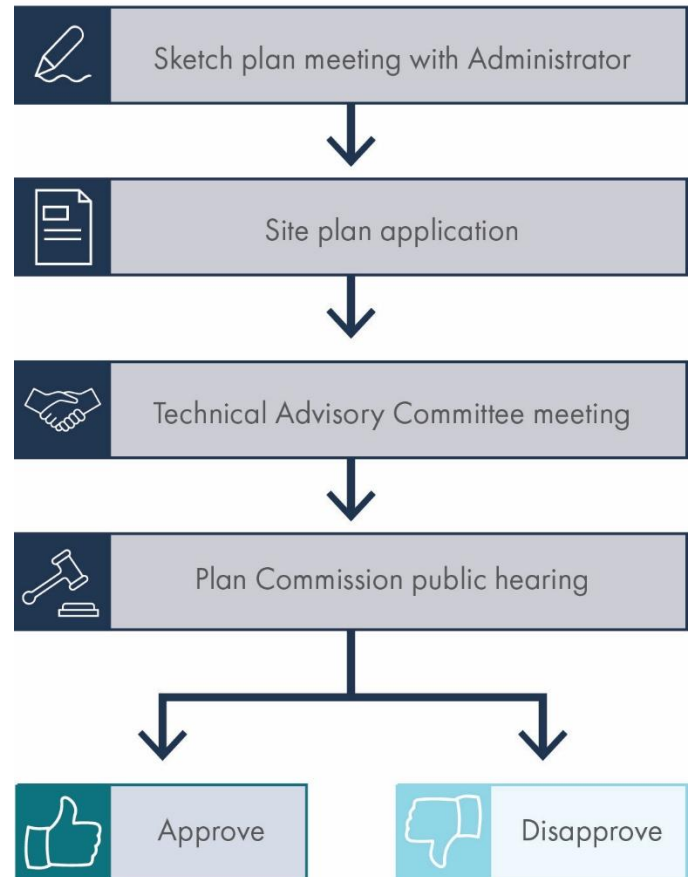 Sketch plan meeting with Administrator
Site plan application
Technical Advisory Committee meeting
Plan Commission public hearing
Approve
Disapprove